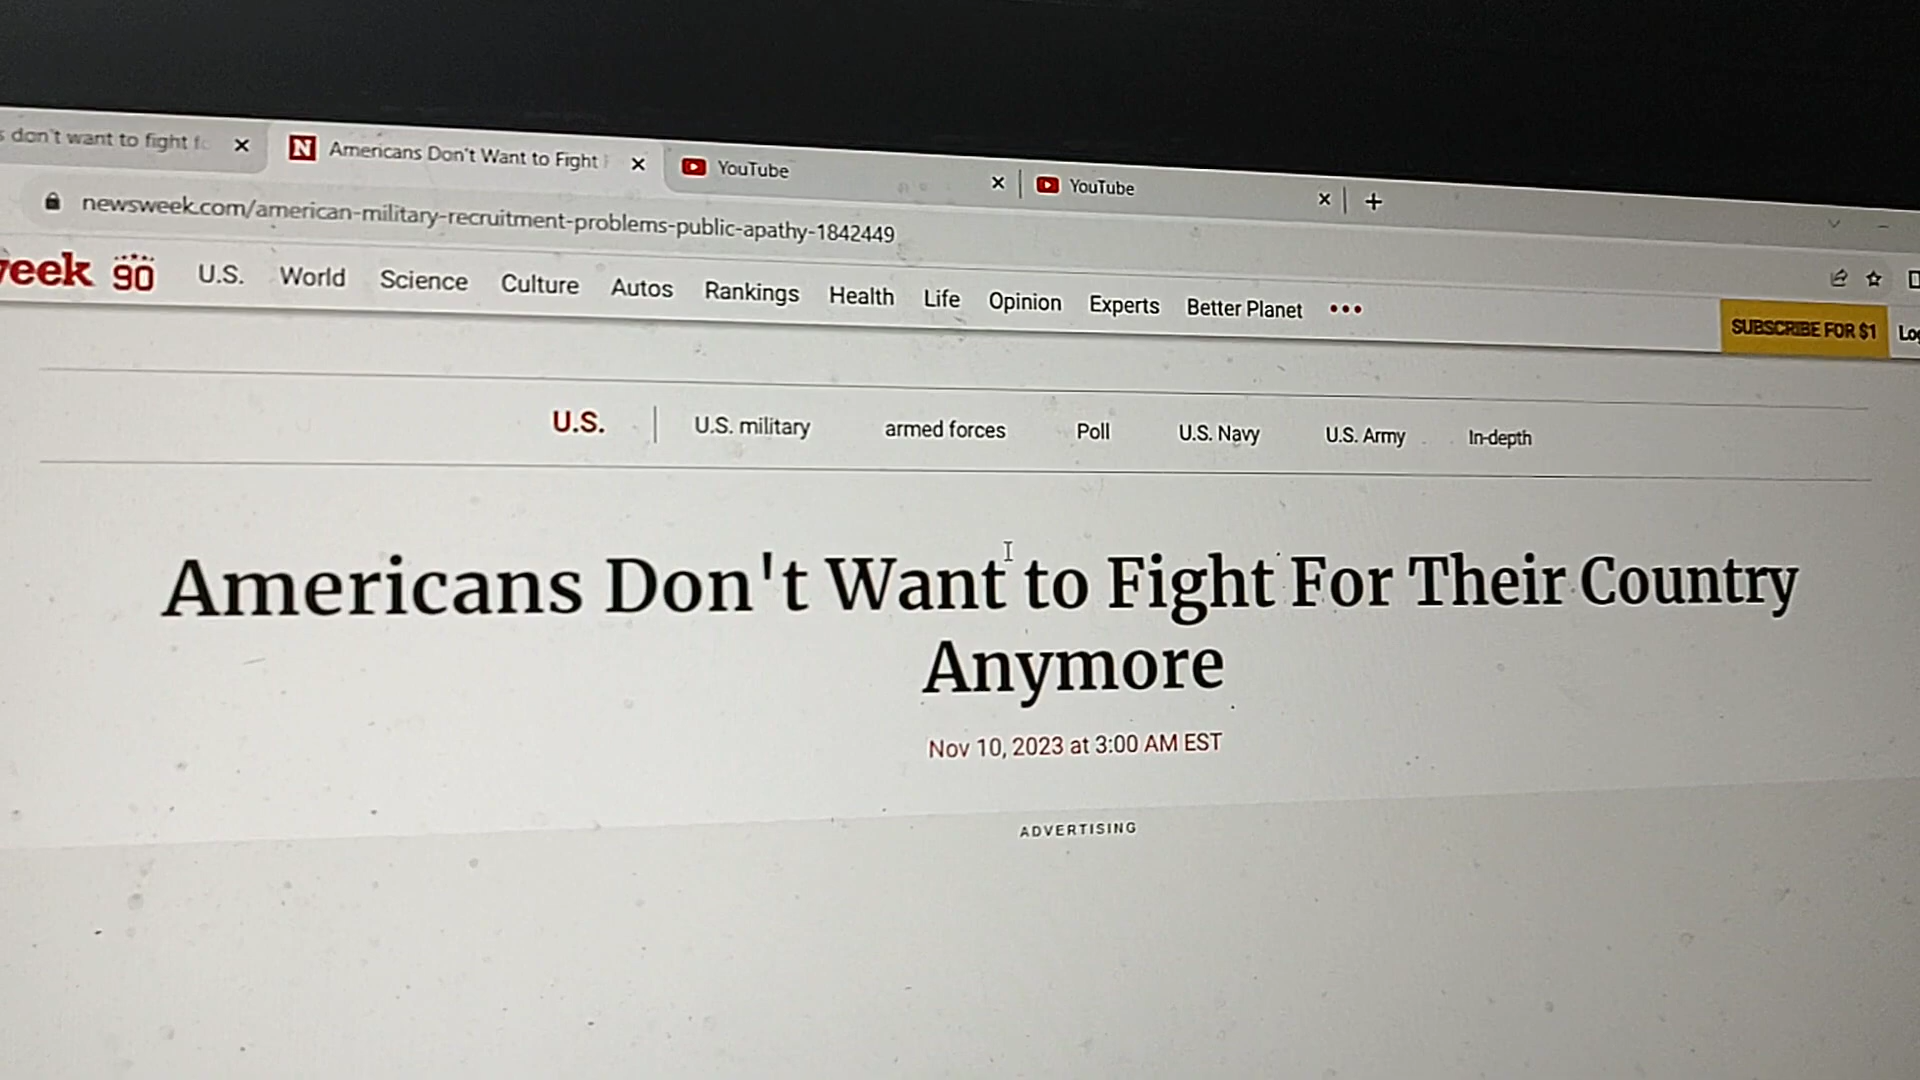 s don't want to fight fo
Americans Don't Want to Fight
YouTube
YouTube
newsweek.com/american-military-recruitment-problems-public-apathy-1842449
week 90 U.S. World Science Culture Autos Rankings Health Life Opinion Experts Better Planet
SUBSCRIBE FOR $1
U.S. U.S. military armed forces Poll U.S. Navy U.S. Army In-depth
Americans Don't Want to Fight For Their Country
Anymore
Nov 10, 2023 at 3:00 AM EST
ADVERTISING